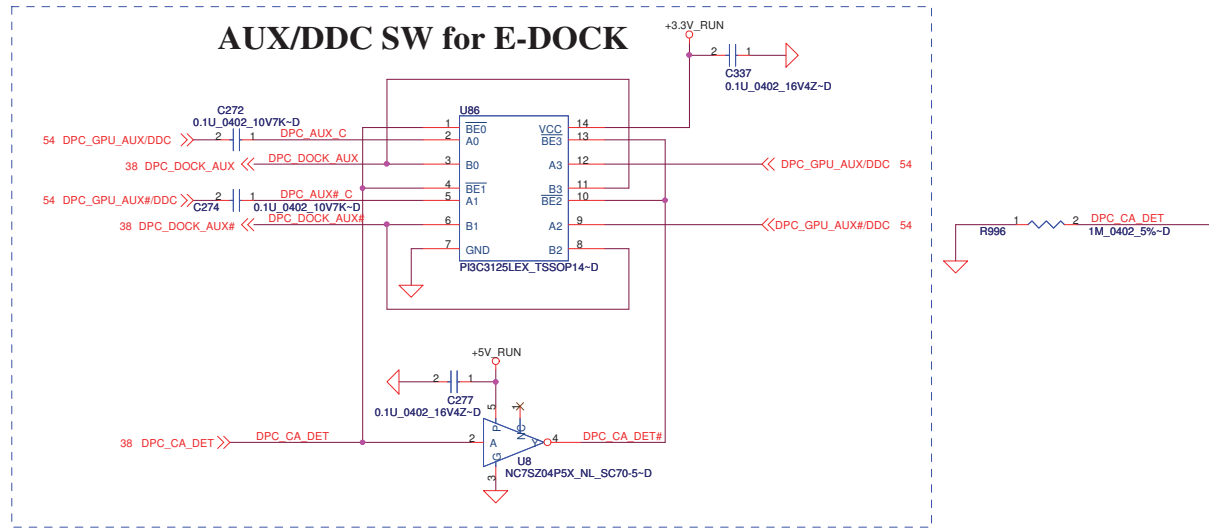 AUX/DDC SW for E-DOCK
+3.3V_RUN
2 1
C337
0.1U_0402_16V4Z~D
C272
0.1U_0402_10V7K~D
U86
54 DPC_GPU_AUX/DDC
2 1
DPC_AUX_C
38 DPC_DOCK_AUX
DPC_DOCK_AUX
54 DPC_GPU_AUX#/DDC
2 1
DPC_AUX#_C
C274
0.1U_0402_10V7K~D
38 DPC_DOCK_AUX#
DPC_DOCK_AUX#
1 BE0 VCC 14
2 A0 BE3 13
3 B0 A3 12
4 BE1 B3 11
5 A1 BE2 10
6 B1 A2 9
7 GND B2 8
PI3C3125LEX_TSSOP14~D
DPC_GPU_AUX/DDC 54
DPC_GPU_AUX#/DDC 54
1 2
DPC_CA_DET
R996
1M_0402_5%~D
+5V_RUN
2 1
C277
0.1U_0402_16V4Z~D
5 1
P NC
38 DPC_CA_DET
DPC_CA_DET
2 A Y 4
DPC_CA_DET#
G
3
U8
NC7SZ04P5X_NL_SC70-5~D